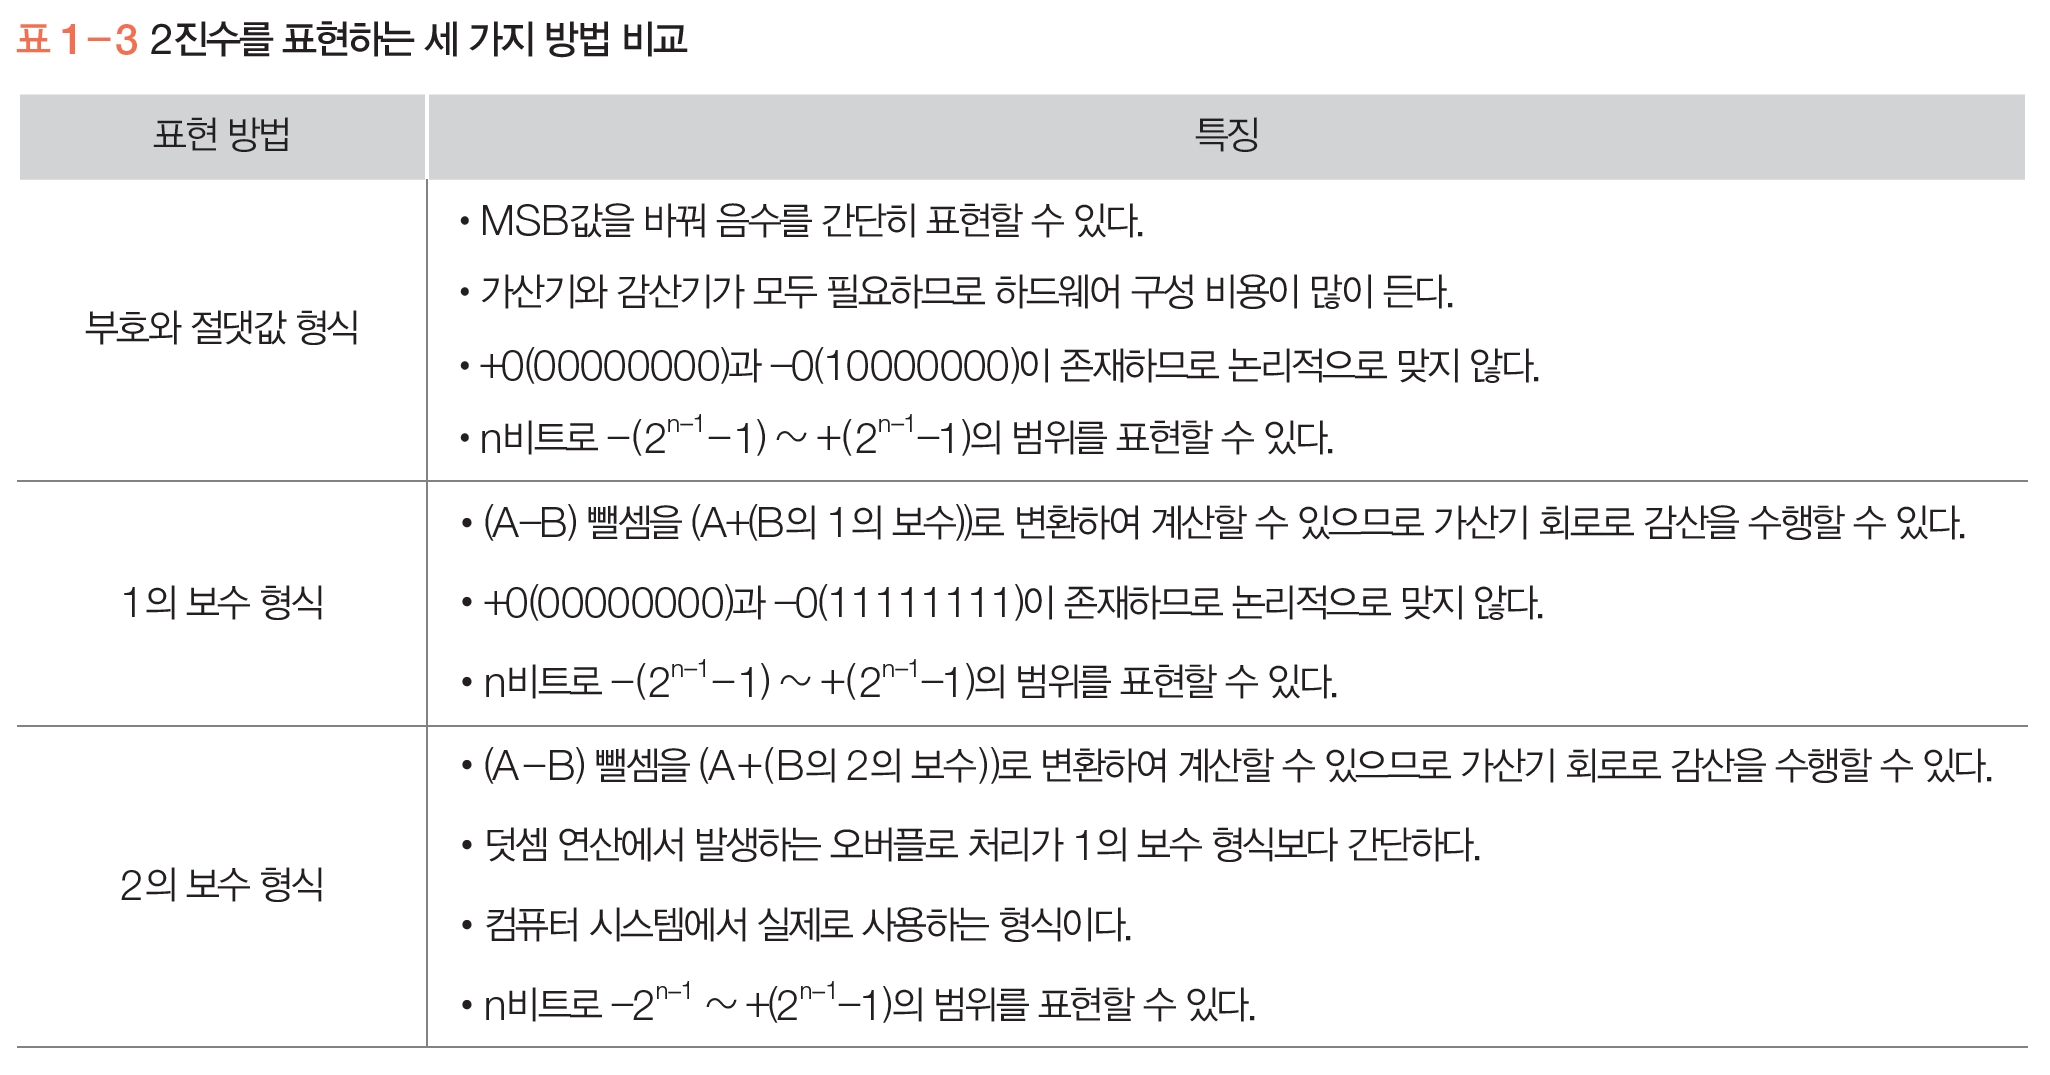 표 1-3 2진수를 표현하는 세 가지 방법 비교
표현 방법
특징
부호와 절댓값 형식
• MSB값을 바꿔 음수를 간단히 표현할 수 있다.
• 가산기와 감산기가 모두 필요하므로 하드웨어 구성 비용이 많이 든다.
• +0(00000000)과 -0(10000000)이 존재하므로 논리적으로 맞지 않다.
• n비트로 -(2ⁿ⁻¹-1) ~ +(2ⁿ⁻¹-1)의 범위를 표현할 수 있다.
1의 보수 형식
• (A-B) 뺄셈을 (A+(B의 1의 보수))로 변환하여 계산할 수 있으므로 가산기 회로로 감산을 수행할 수 있다.
• +0(00000000)과 -0(11111111)이 존재하므로 논리적으로 맞지 않다.
• n비트로 -(2ⁿ⁻¹-1) ~ +(2ⁿ⁻¹-1)의 범위를 표현할 수 있다.
2의 보수 형식
• (A-B) 뺄셈을 (A+(B의 2의 보수))로 변환하여 계산할 수 있으므로 가산기 회로로 감산을 수행할 수 있다.
• 덧셈 연산에서 발생하는 오버플로 처리가 1의 보수 형식보다 간단하다.
• 컴퓨터 시스템에서 실제로 사용하는 형식이다.
• n비트로 -2ⁿ⁻¹ ~ +(2ⁿ⁻¹-1)의 범위를 표현할 수 있다.